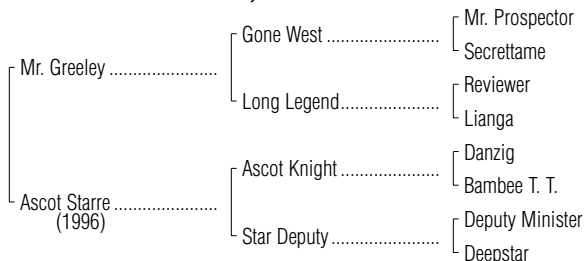 Mr. Prospector
Gone West ........................
Secrettame
Mr. Greeley .......................
Reviewer
Long Legend .....................
Lianga
Danzig
Ascot Knight .....................
Bambee T. T.
Ascot Starre ......................
(1996)
Deputy Minister
Star Deputy .......................
Deepstar